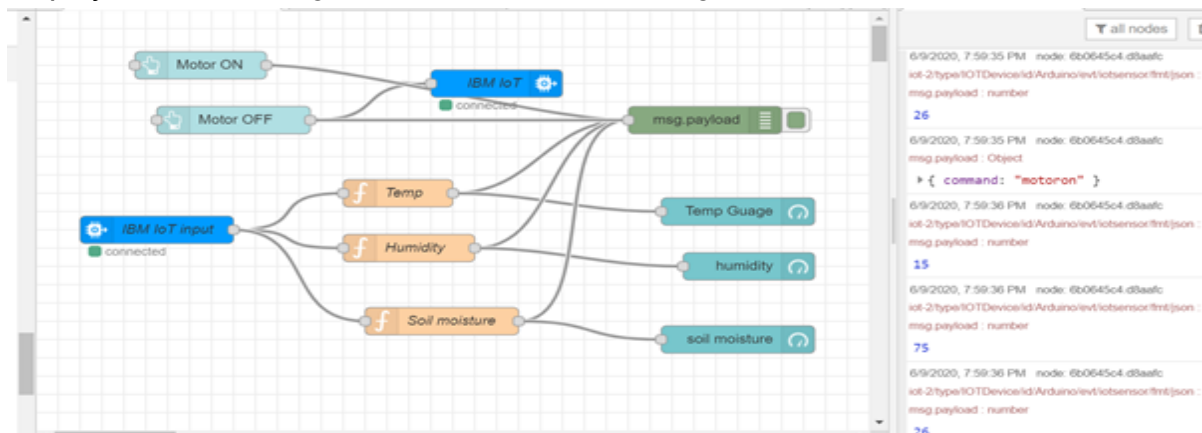 Motor ON
IBM IoT
connected
Motor OFF
msg.payload
Temp
Temp Guage
IBM IoT input
connected
Humidity
humidity
Soil moisture
soil moisture
all nodes
6/9/2020, 7:59:35 PM node: 6b0645c4.d8aafc
iot-2/type/IOTDevice/id/Arduino/evt/iotsensor/fmt/json :
msg.payload : number
26
6/9/2020, 7:59:35 PM node: 6b0645c4.d8aafc
msg.payload : Object
{ command: "motoron" }
6/9/2020, 7:59:36 PM node: 6b0645c4.d8aafc
iot-2/type/IOTDevice/id/Arduino/evt/iotsensor/fmt/json :
msg.payload : number
15
6/9/2020, 7:59:36 PM node: 6b0645c4.d8aafc
iot-2/type/IOTDevice/id/Arduino/evt/iotsensor/fmt/json :
msg.payload : number
75
6/9/2020, 7:59:36 PM node: 6b0645c4.d8aafc
iot-2/type/IOTDevice/id/Arduino/evt/iotsensor/fmt/json :
msg.payload : number
26